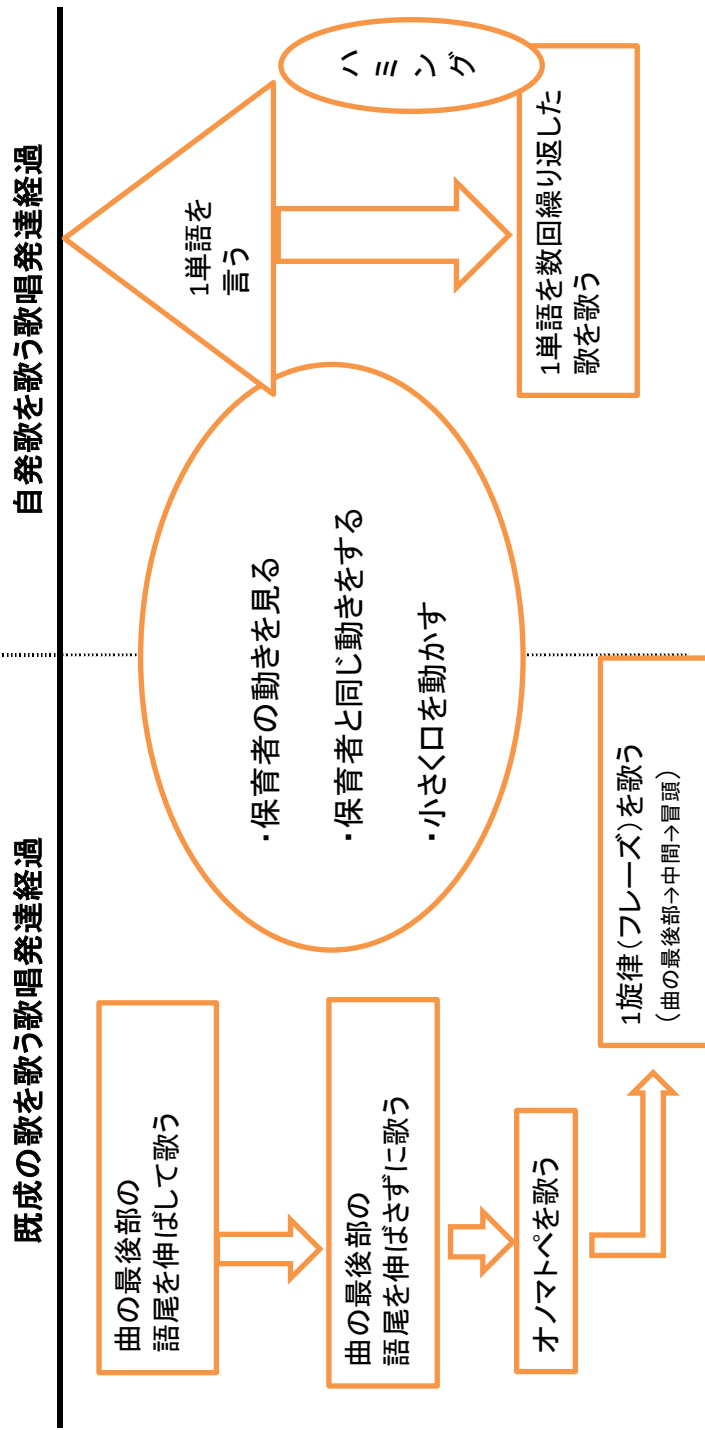 既成の歌を歌う歌唱発達経過
自発歌を歌う歌唱発達経過
曲の最後部の
語尾を伸ばして歌う
曲の最後部の
語尾を伸ばさずに歌う
オノマトペを歌う
1旋律(フレーズ)を歌う
(曲の最後部→中間→冒頭)
・保育者の動きを見る
・保育者と同じ動きをする
・小さく口を動かす
1単語を
言う
ハミング
1単語を数回繰り返した
歌を歌う